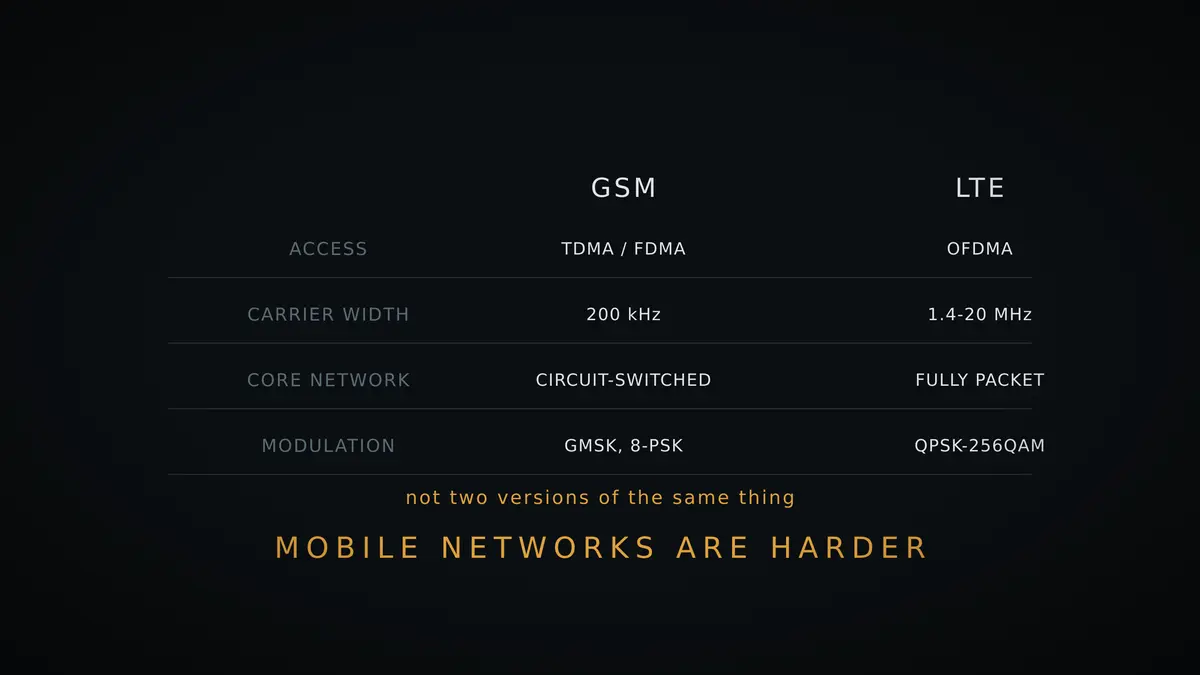 GSM LTE
ACCESS TDMA / FDMA OFDMA
CARRIER WIDTH 200 kHz 1.4-20 MHz
CORE NETWORK CIRCUIT-SWITCHED FULLY PACKET
MODULATION GMSK, 8-PSK QPSK-256QAM
not two versions of the same thing
MOBILE NETWORKS ARE HARDER